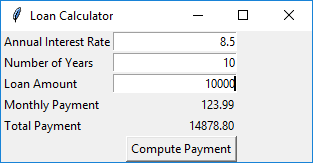 Loan Calculator
Annual Interest Rate 8.5
Number of Years 10
Loan Amount 10000
Monthly Payment 123.99
Total Payment 14878.80
Compute Payment